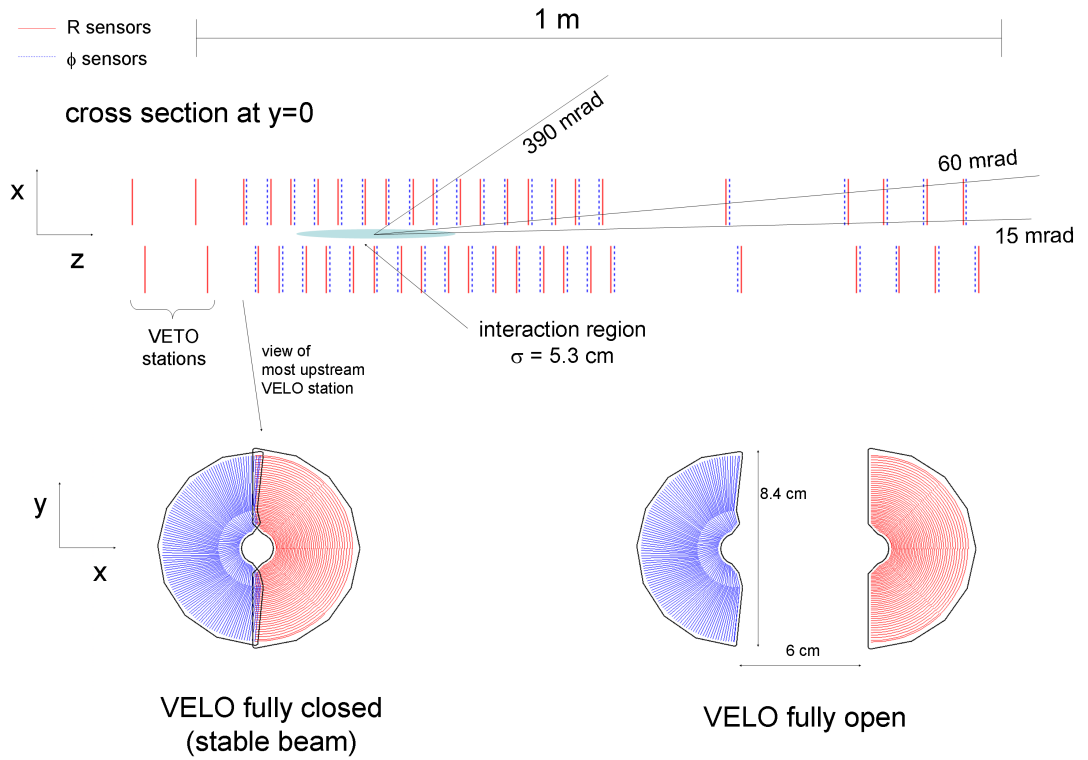 R sensors
ϕ sensors
1 m
cross section at y=0
390 mrad
60 mrad
15 mrad
x
z
VETO
stations
interaction region
σ = 5.3 cm
view of
most upstream
VELO station
y
x
8.4 cm
6 cm
VELO fully closed
(stable beam)
VELO fully open